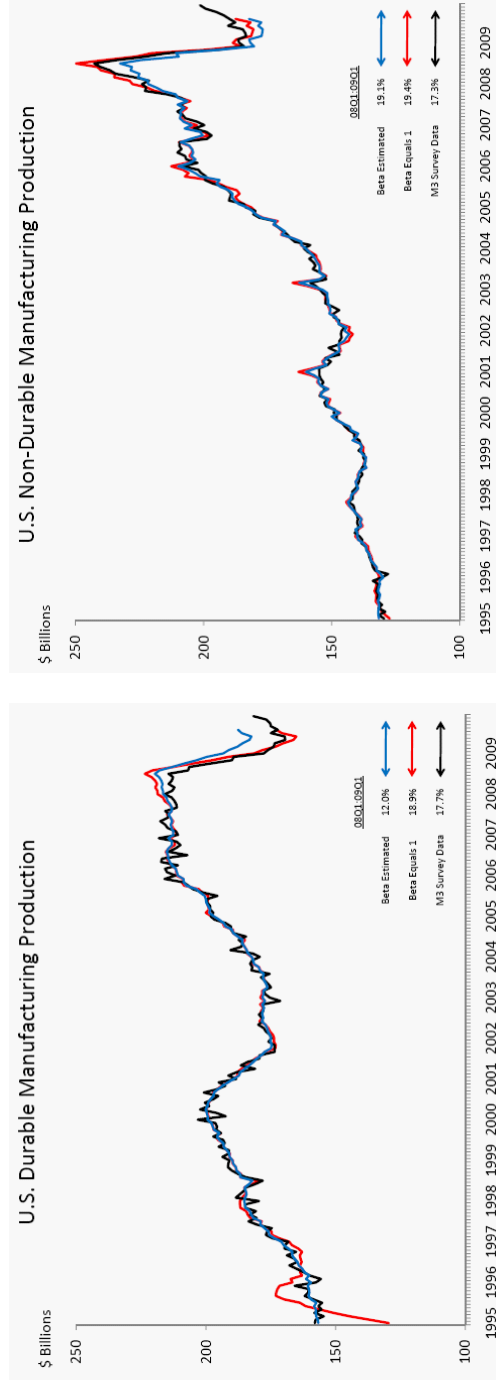 U.S. Durable Manufacturing Production
$ Billions
250
200
150
100
1995 1996 1997 1998 1999 2000 2001 2002 2003 2004 2005 2006 2007 2008 2009
08Q1:09Q1
Beta Estimated 12.0%
Beta Equals 1 18.9%
M3 Survey Data 17.7%
U.S. Non-Durable Manufacturing Production
$ Billions
250
200
150
100
1995 1996 1997 1998 1999 2000 2001 2002 2003 2004 2005 2006 2007 2008 2009
08Q1:09Q1
Beta Estimated 19.1%
Beta Equals 1 19.4%
M3 Survey Data 17.3%